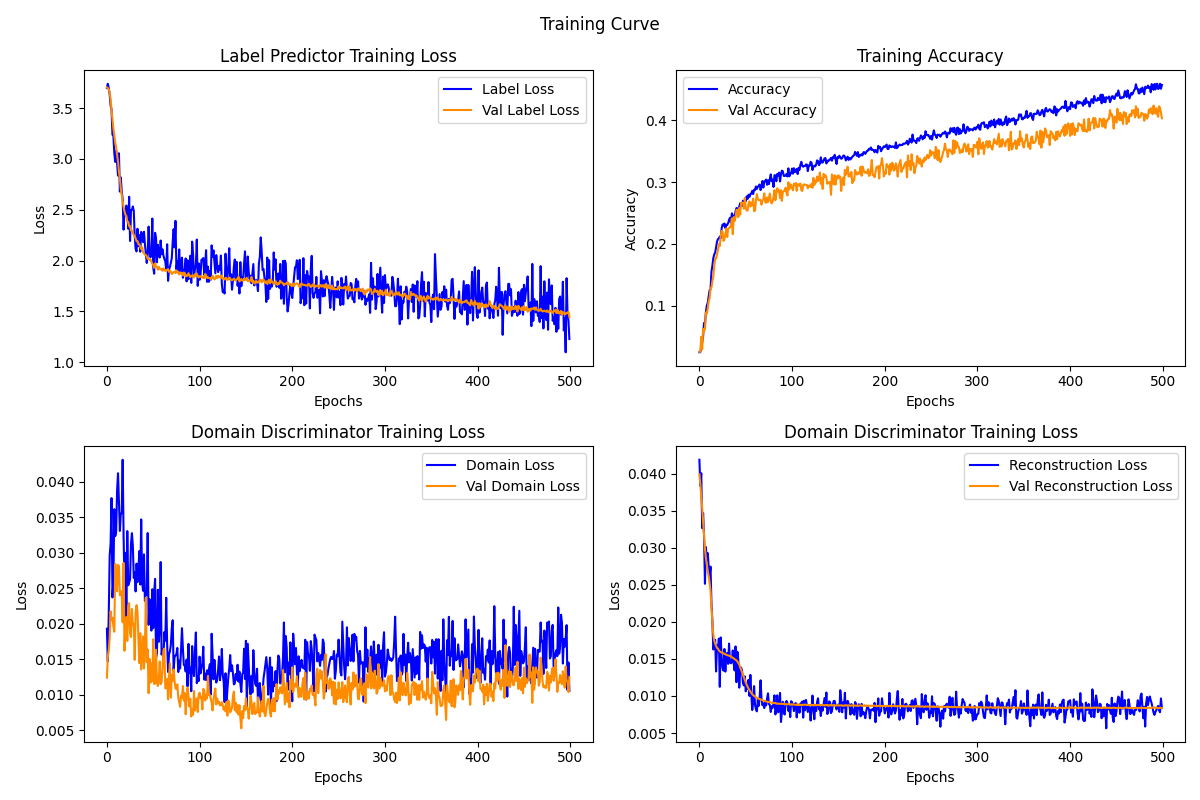 Training Curve
Label Predictor Training Loss
Loss
3.5
3.0
2.5
2.0
1.5
1.0
Label Loss
Val Label Loss
0 100 200 300 400 500
Epochs
Training Accuracy
Accuracy
0.4
0.3
0.2
0.1
Accuracy
Val Accuracy
0 100 200 300 400 500
Epochs
Domain Discriminator Training Loss
Loss
0.040
0.035
0.030
0.025
0.020
0.015
0.010
0.005
Domain Loss
Val Domain Loss
0 100 200 300 400 500
Epochs
Domain Discriminator Training Loss
Loss
0.040
0.035
0.030
0.025
0.020
0.015
0.010
0.005
Reconstruction Loss
Val Reconstruction Loss
0 100 200 300 400 500
Epochs